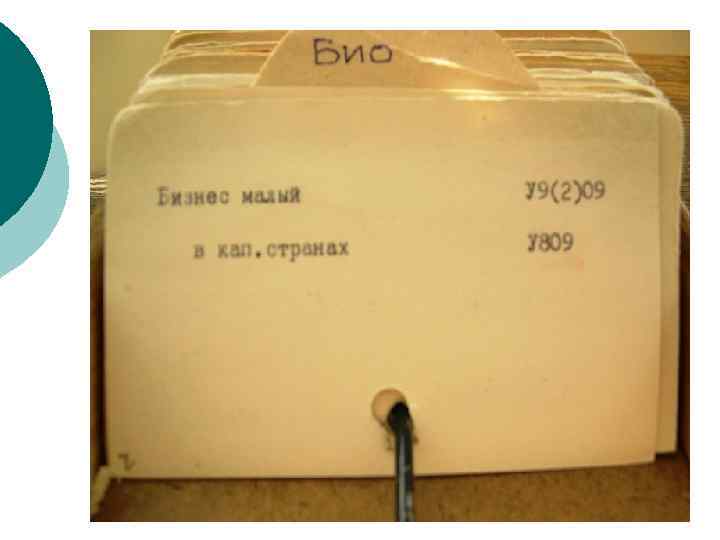 Био
Бизнес малый У9(2)09
в кап.странах У809